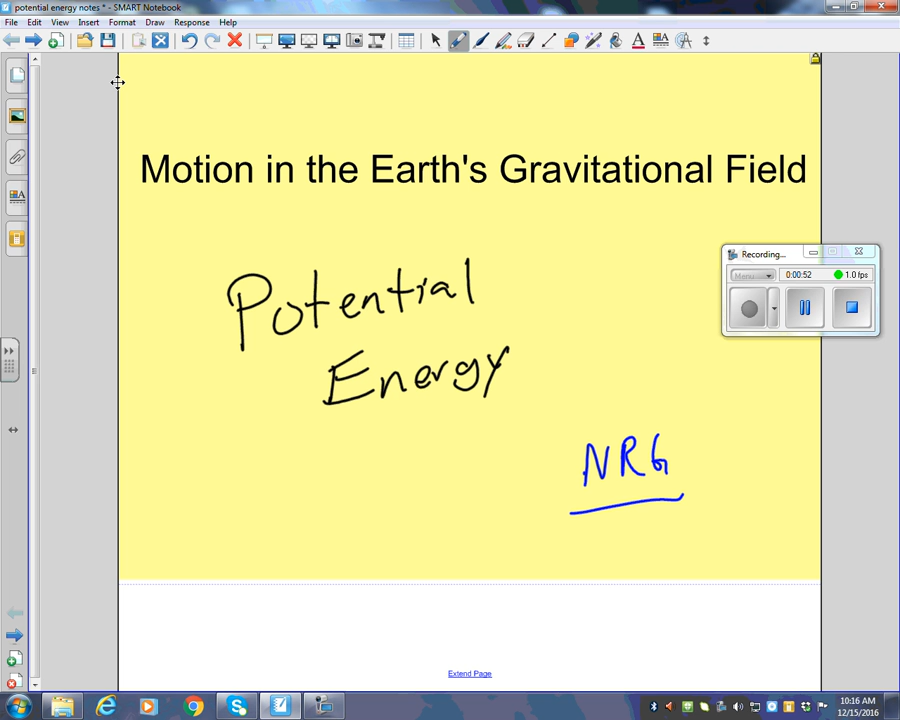 potential energy notes * - SMART Notebook
File Edit View Insert Format Draw Response Help
Motion in the Earth's Gravitational Field
Recording...
Menu
0:00:52
1.0 fps
Potential
Energy
NRG
Extend Page
10:16 AM
12/15/2016